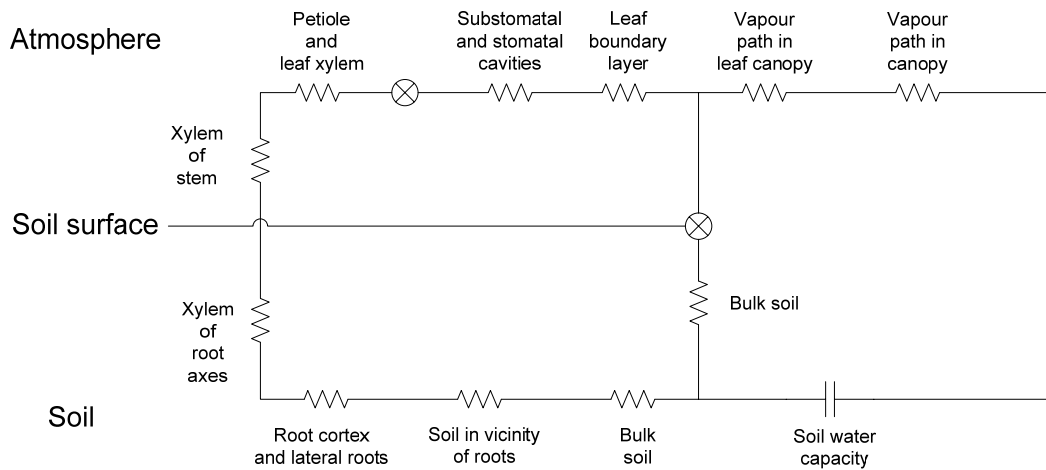 Atmosphere
Petiole
and
leaf xylem
Substomatal
and stomatal
cavities
Leaf
boundary
layer
Vapour
path in
leaf canopy
Vapour
path in
canopy
Xylem
of
stem
Soil surface
Xylem
of
root
axes
Bulk soil
Soil
Root cortex
and lateral roots
Soil in vicinity
of roots
Bulk
soil
Soil water
capacity